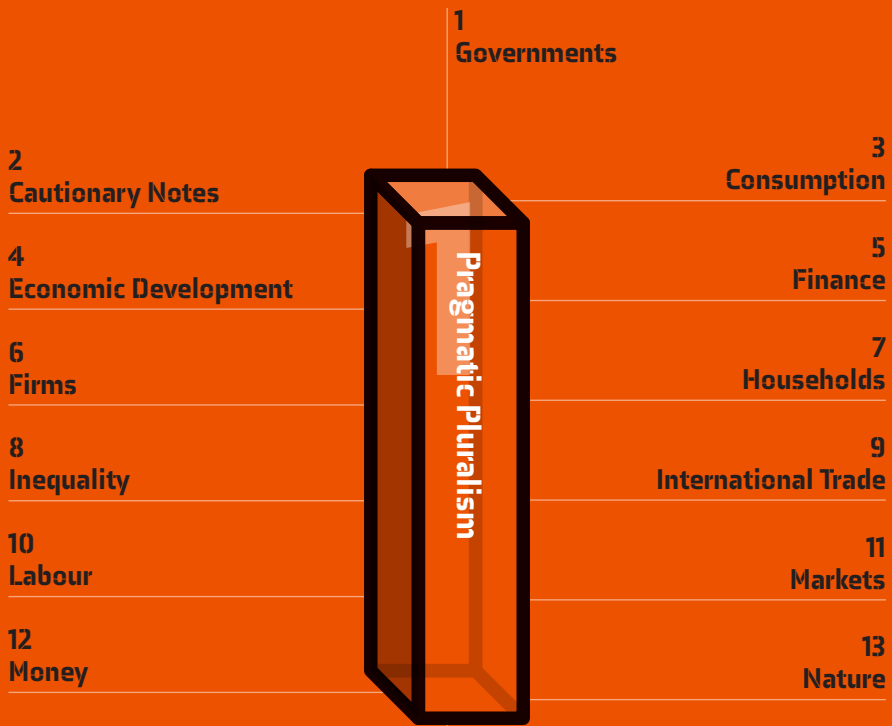 1
Governments
2
Cautionary Notes
3
Consumption
4
Economic Development
5
Finance
6
Firms
7
Households
8
Inequality
9
International Trade
10
Labour
11
Markets
12
Money
13
Nature
1
Pragmatic Pluralism